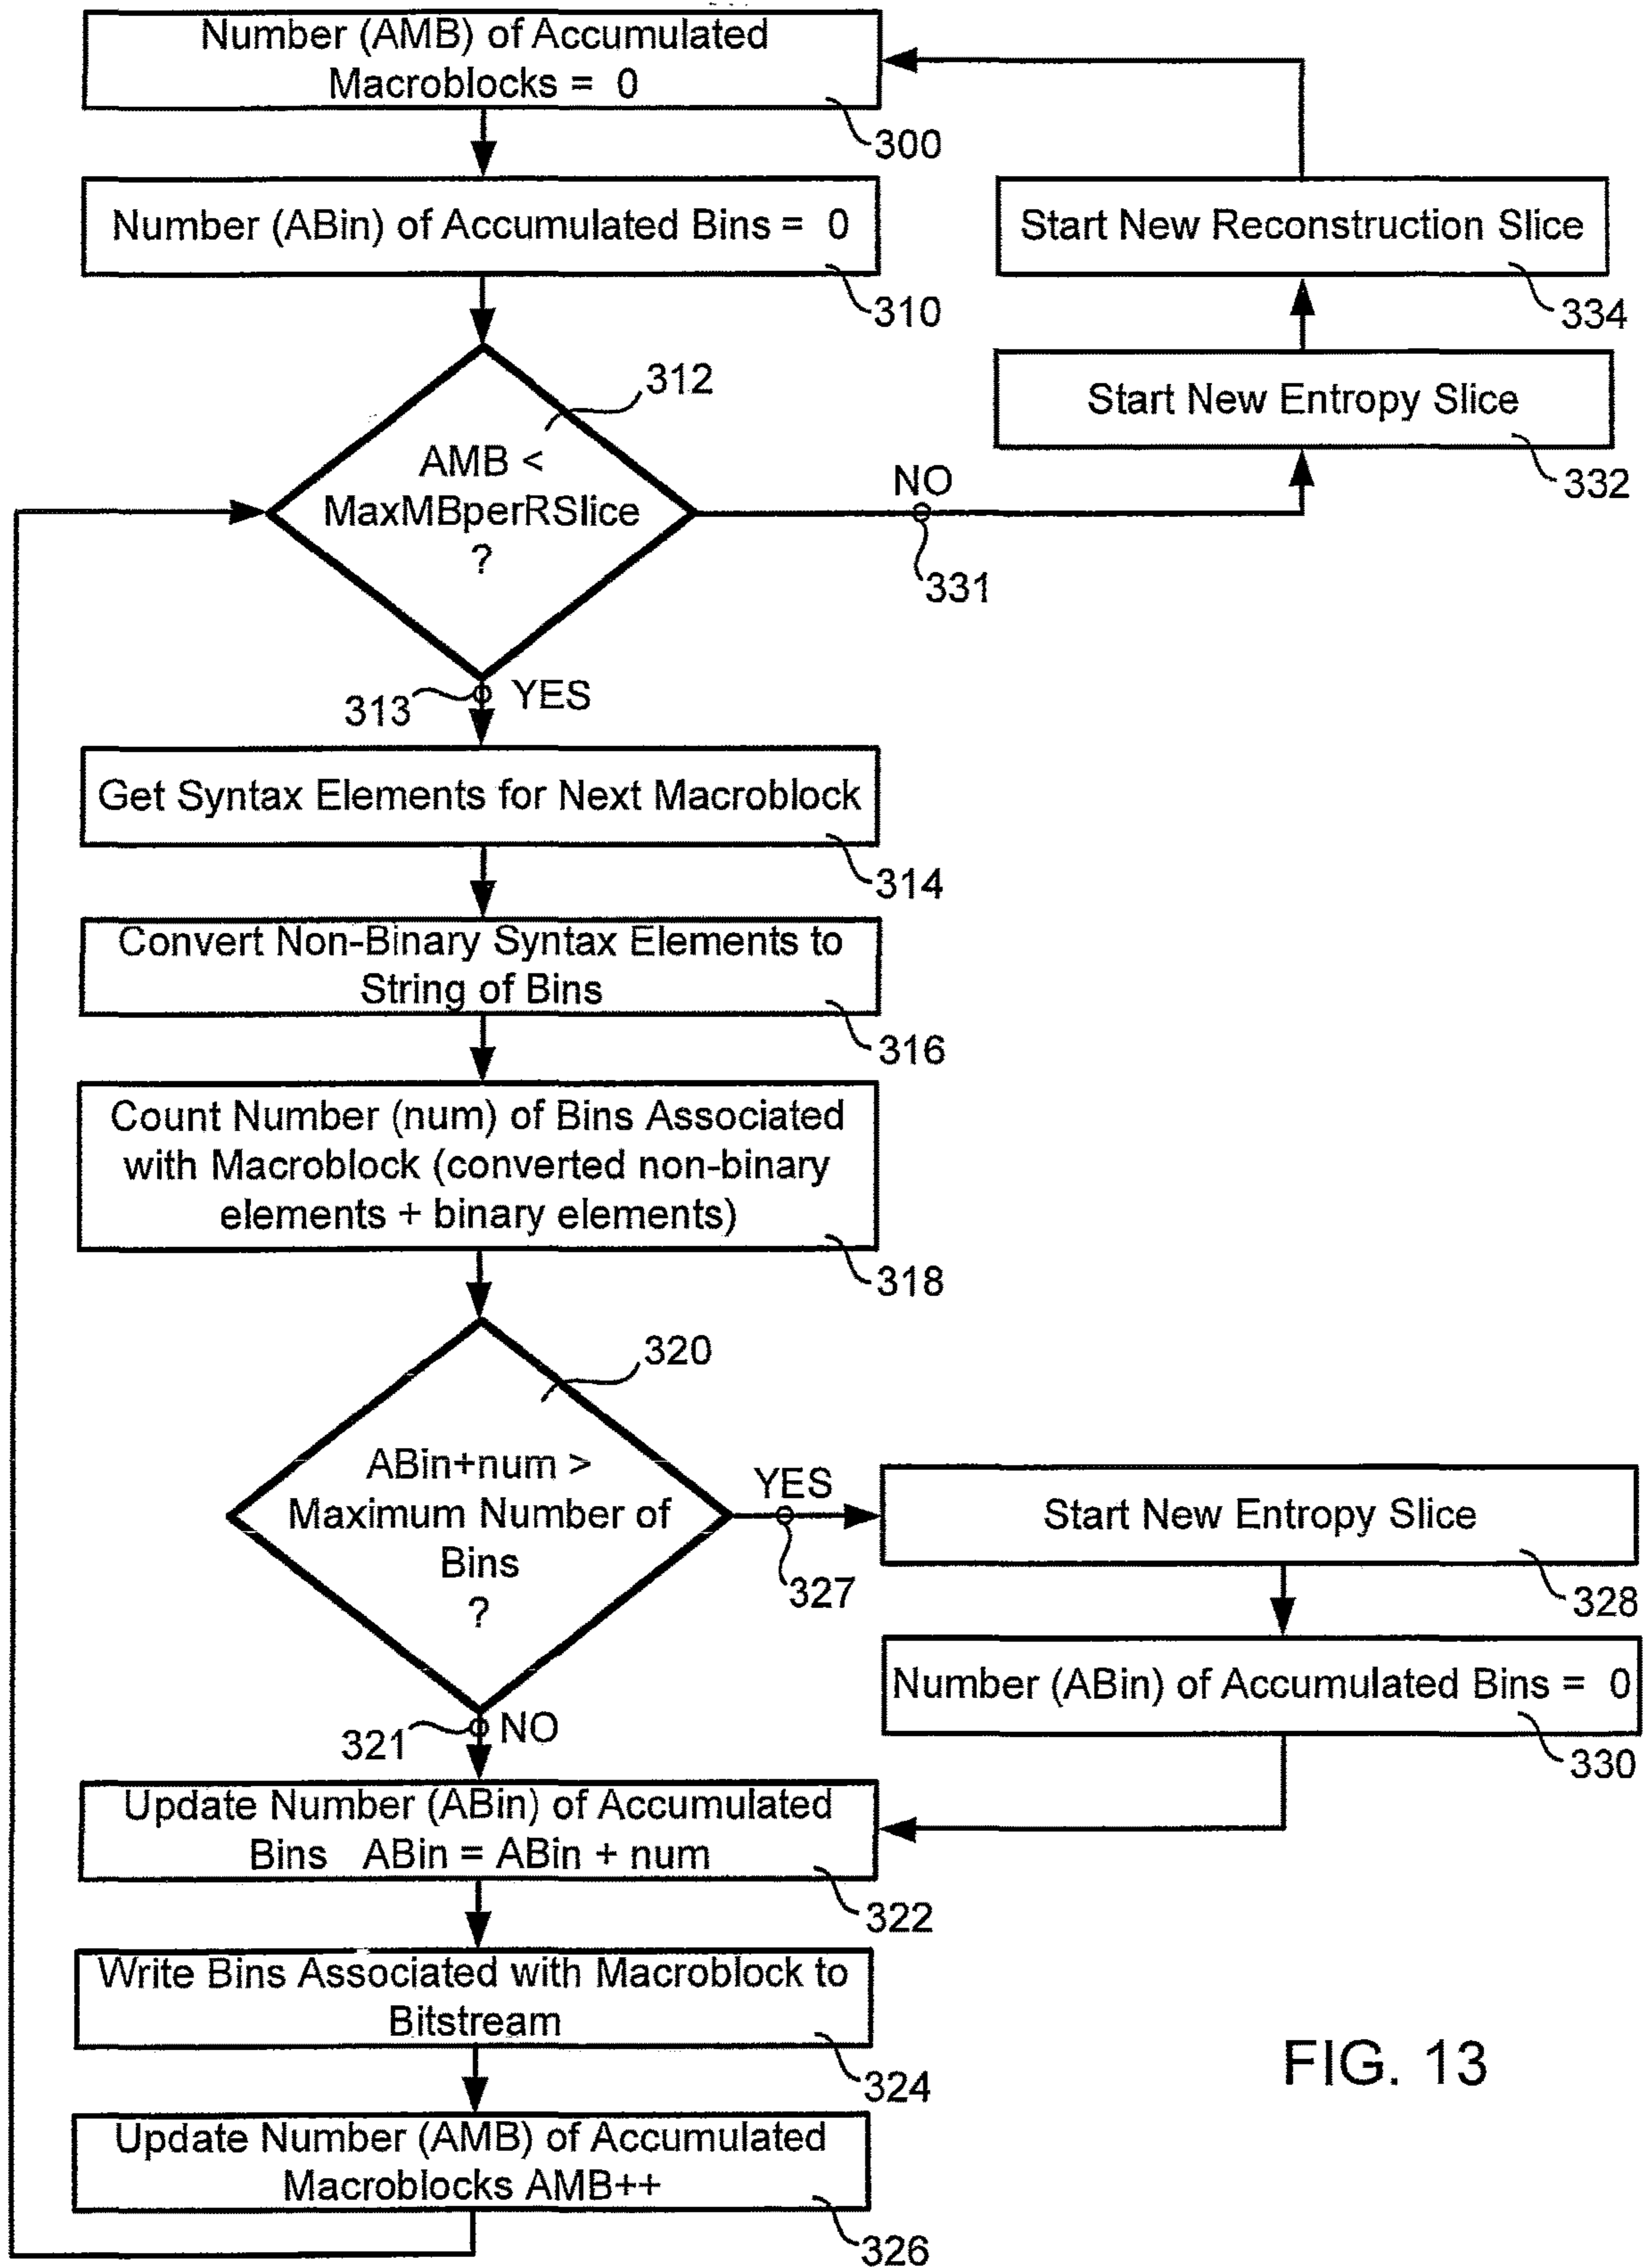 Number (AMB) of Accumulated
Macroblocks = 0
300
Number (ABin) of Accumulated Bins = 0
310
Start New Reconstruction Slice
334
Start New Entropy Slice
332
312
AMB <
MaxMBperRSlice
?
NO
331
313
YES
Get Syntax Elements for Next Macroblock
314
Convert Non-Binary Syntax Elements to
String of Bins
316
Count Number (num) of Bins Associated
with Macroblock (converted non-binary
elements + binary elements)
318
320
ABin+num >
Maximum Number of
Bins
?
YES
327
Start New Entropy Slice
328
Number (ABin) of Accumulated Bins = 0
330
321
NO
Update Number (ABin) of Accumulated
Bins ABin = ABin + num
322
Write Bins Associated with Macroblock to
Bitstream
324
Update Number (AMB) of Accumulated
Macroblocks AMB++
326
FIG. 13